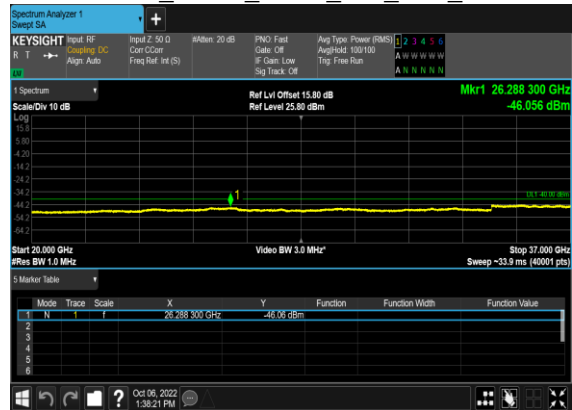 Spectrum Analyzer 1
Swept SA
+
KEYSIGHT Input: RF Input Z: 50 Ω #Atten: 20 dB PNO: Fast Avg Type: Power (RMS) 1 2 3 4 5 6
R T Coupling: DC Corr CCorr Gate: Off Avg|Hold: 100/100 A W W W W W
Align: Auto Freq Ref: Int (S) IF Gain: Low Trig: Free Run
Sig Track: Off A N N N N N
1 Spectrum Ref Lvl Offset 15.80 dB Mkr1 26.288 300 GHz
Scale/Div 10 dB Ref Level 25.80 dBm -46.056 dBm
Log
15.8
5.80
-4.20
-14.2
-24.2
-34.2 1
-44.2
-54.2
-64.2
Start 20.000 GHz Video BW 3.0 MHz* Stop 37.000 GHz
#Res BW 1.0 MHz Sweep ~33.9 ms (40001 pts)
5 Marker Table
Mode Trace Scale X Y Function Function Width Function Value
1 N 1 f 26.288 300 GHz -46.06 dBm
2
3
4
5
6
? Oct 06, 2022
1:38:21 PM